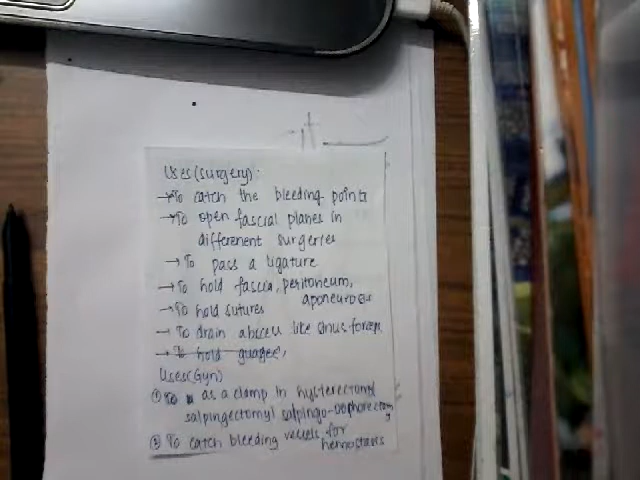 Uses(surgery):
→To catch the bleeding points
→To open fascial planes in
different surgeries
→To pass a ligature
→To hold fascia, peritoneum,
aponeurosis
→To hold sutures
→To drain abscess like sinus forcep
→To hold guages,
Uses(Gyn)
① To as a clamp in hysterectomy/
salpingectomy/ salpingo-oophorectomy
② To catch bleeding vessels for
hemostasis